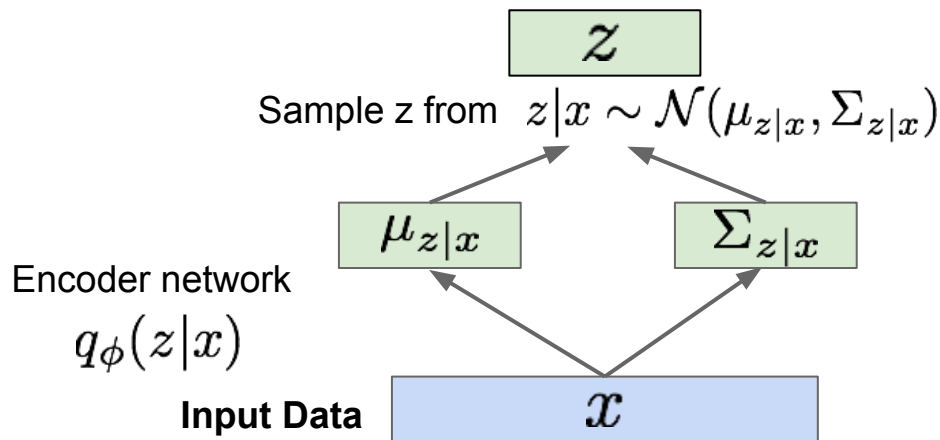 z
Sample z from z|x ∼ 𝒩(μ_{z|x}, Σ_{z|x})
μ_{z|x} Σ_{z|x}
Encoder network
q_ϕ(z|x)
Input Data x